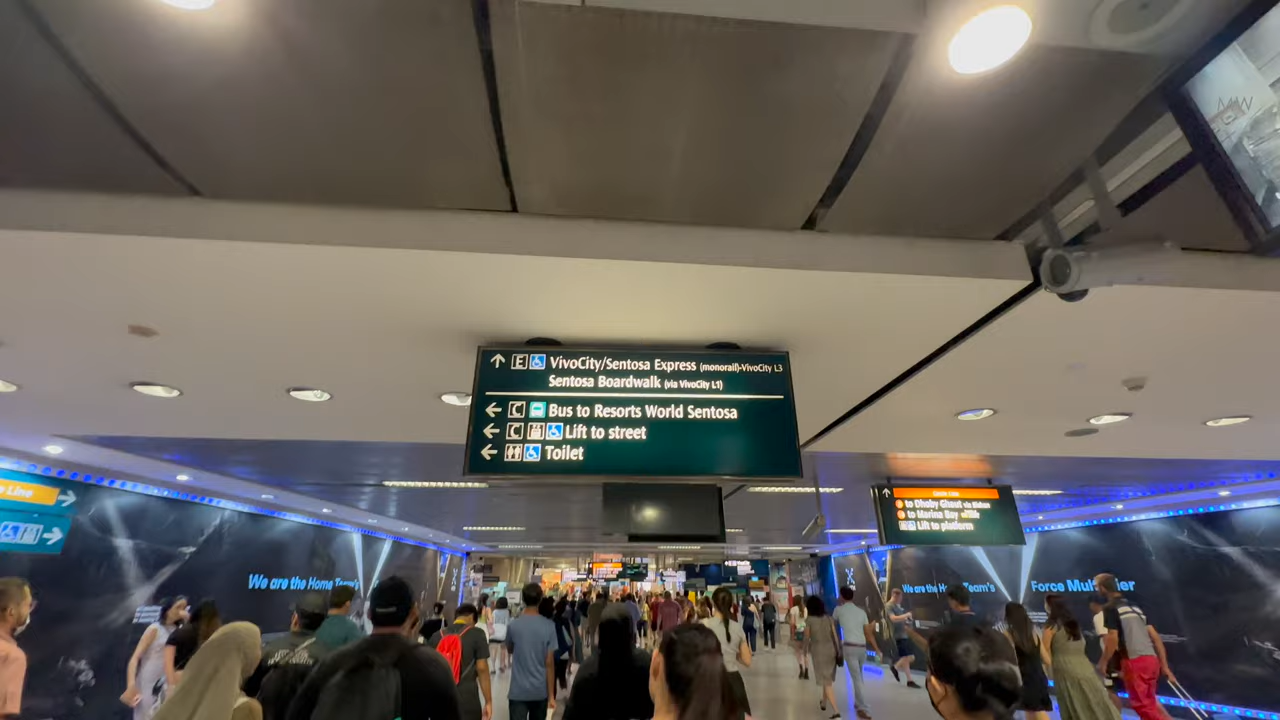 E VivoCity/Sentosa Express (monorail)-VivoCity L3
Sentosa Boardwalk (via VivoCity L1)
C Bus to Resorts World Sentosa
C Lift to street
Toilet
Line
to Dhoby Ghaut via
to Marina Bay
Lift to platform
We are the Home Team's
We are the Home Team's
Force